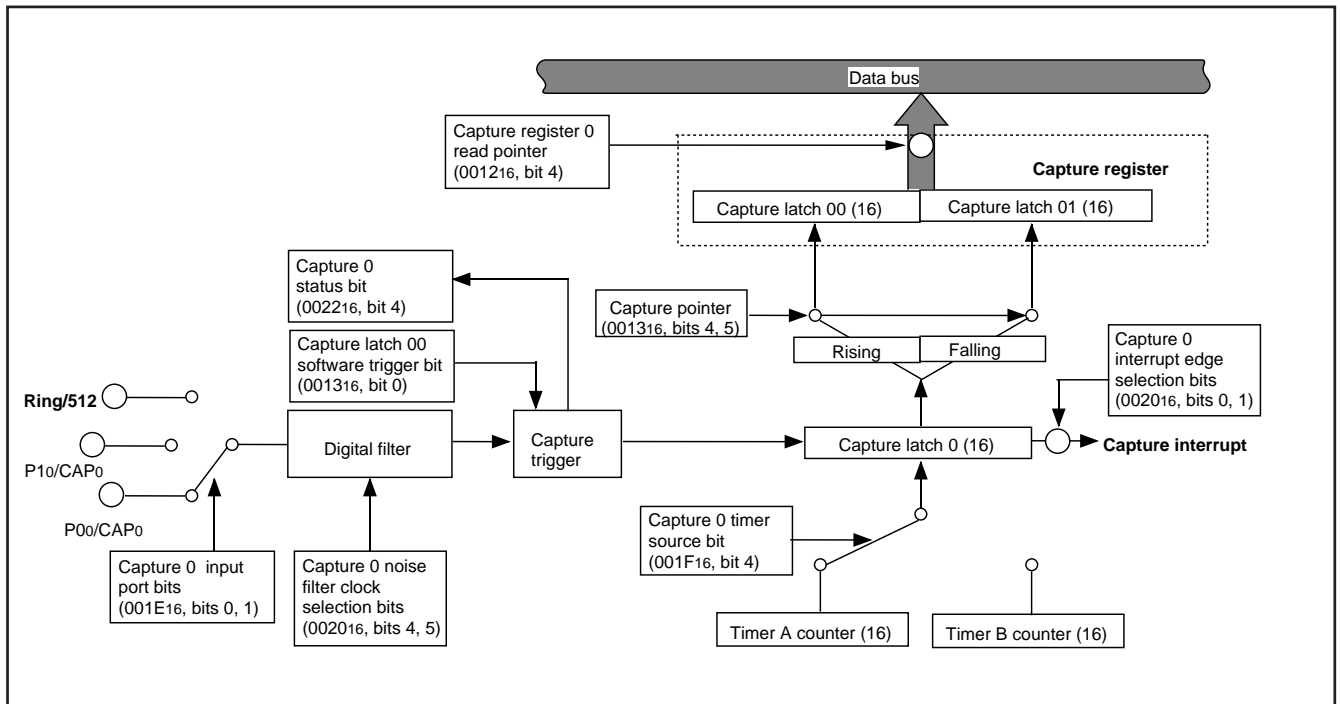 Data bus
Capture register 0
read pointer
(001216, bit 4)
Capture register
Capture latch 00 (16)
Capture latch 01 (16)
Capture 0
status bit
(002216, bit 4)
Capture pointer
(001316, bits 4, 5)
Capture latch 00
software trigger bit
(001316, bit 0)
Rising
Falling
Capture 0
interrupt edge
selection bits
(002016, bits 0, 1)
Ring/512
P10/CAP0
P00/CAP0
Digital filter
Capture
trigger
Capture latch 0 (16)
Capture interrupt
Capture 0 timer
source bit
(001F16, bit 4)
Capture 0  input
port bits
(001E16, bits 0, 1)
Capture 0 noise
filter clock
selection bits
(002016, bits 4, 5)
Timer A counter (16)
Timer B counter (16)